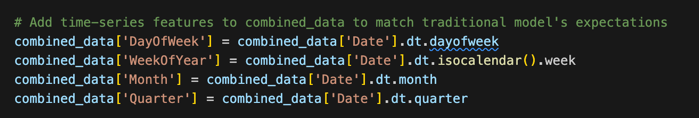 # Add time-series features to combined_data to match traditional model's expectations
combined_data['DayOfWeek'] = combined_data['Date'].dt.dayofweek
combined_data['WeekOfYear'] = combined_data['Date'].dt.isocalendar().week
combined_data['Month'] = combined_data['Date'].dt.month
combined_data['Quarter'] = combined_data['Date'].dt.quarter